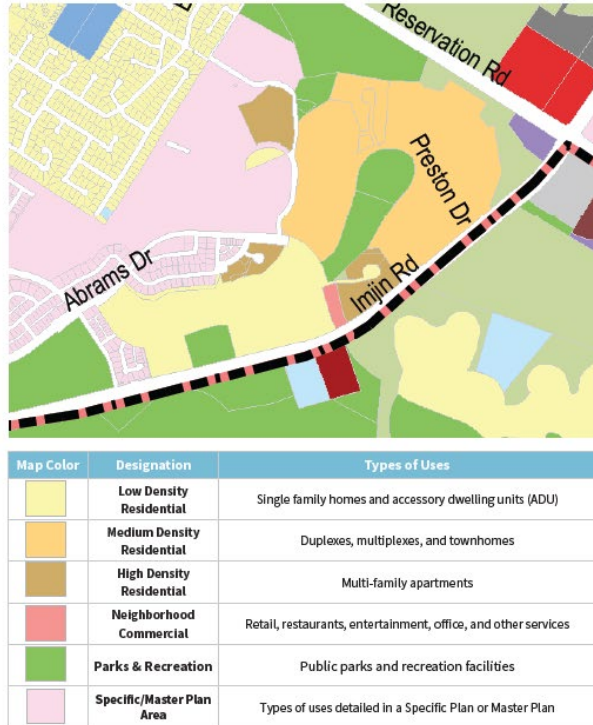 Reservation Rd
Preston Dr
Abrams Dr
Imjin Rd
Map Color Designation Types of Uses
Low Density
Residential
Single family homes and accessory dwelling units (ADU)
Medium Density
Residential
Duplexes, multiplexes, and townhomes
High Density
Residential
Multi-family apartments
Neighborhood
Commercial
Retail, restaurants, entertainment, office, and other services
Parks & Recreation Public parks and recreation facilities
Specific/Master Plan
Area
Types of uses detailed in a Specific Plan or Master Plan